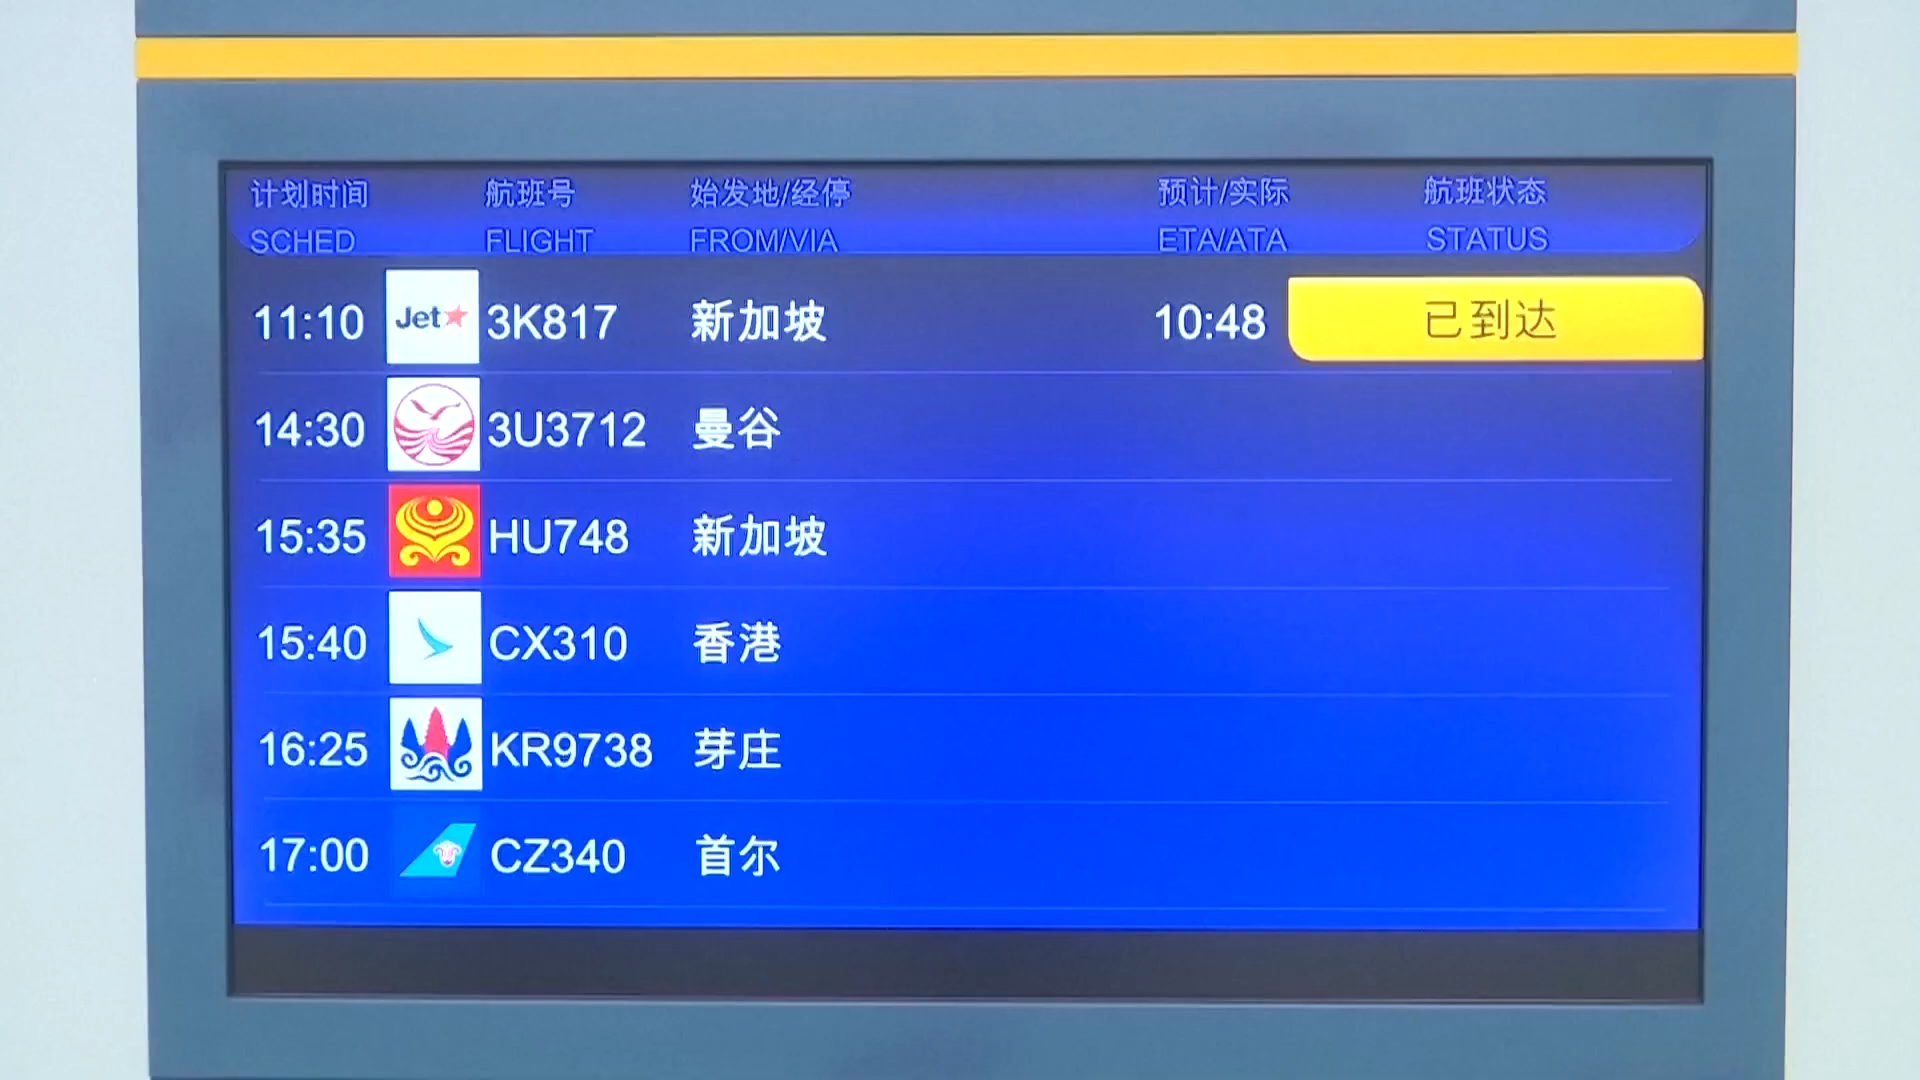 计划时间 航班号 始发地/经停 预计/实际 航班状态
SCHED FLIGHT FROM/VIA ETA/ATA STATUS
11:10 Jet 3K817 新加坡 10:48 已到达
14:30 3U3712 曼谷
15:35 HU748 新加坡
15:40 CX310 香港
16:25 KR9738 芽庄
17:00 CZ340 首尔